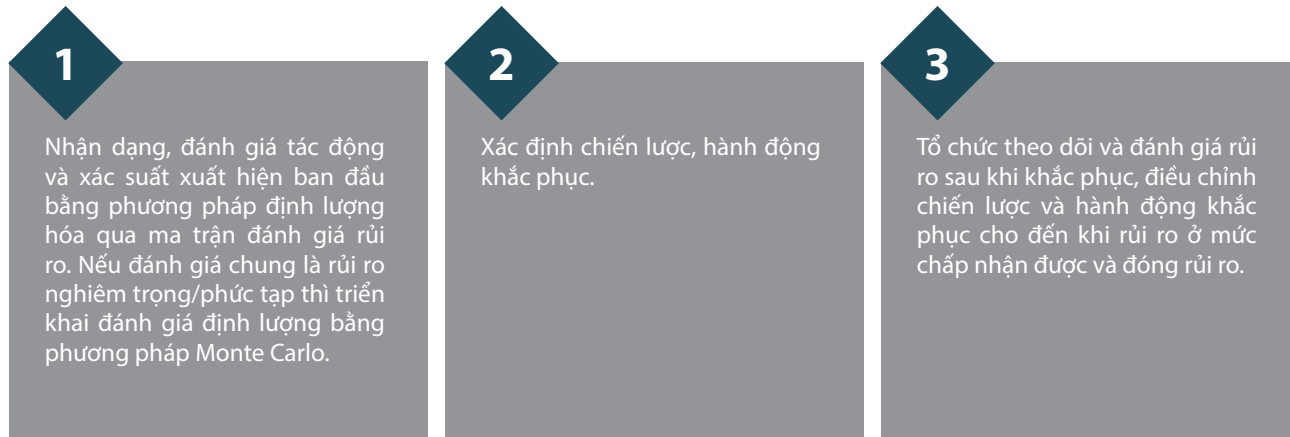 1
Nhận dạng, đánh giá tác động
và xác suất xuất hiện ban đầu
bằng phương pháp định lượng
hóa qua ma trận đánh giá rủi
ro. Nếu đánh giá chung là rủi ro
nghiêm trọng/phức tạp thì triển
khai đánh giá định lượng bằng
phương pháp Monte Carlo.
2
Xác định chiến lược, hành động
khắc phục.
3
Tổ chức theo dõi và đánh giá rủi
ro sau khi khắc phục, điều chỉnh
chiến lược và hành động khắc
phục cho đến khi rủi ro ở mức
chấp nhận được và đóng rủi ro.